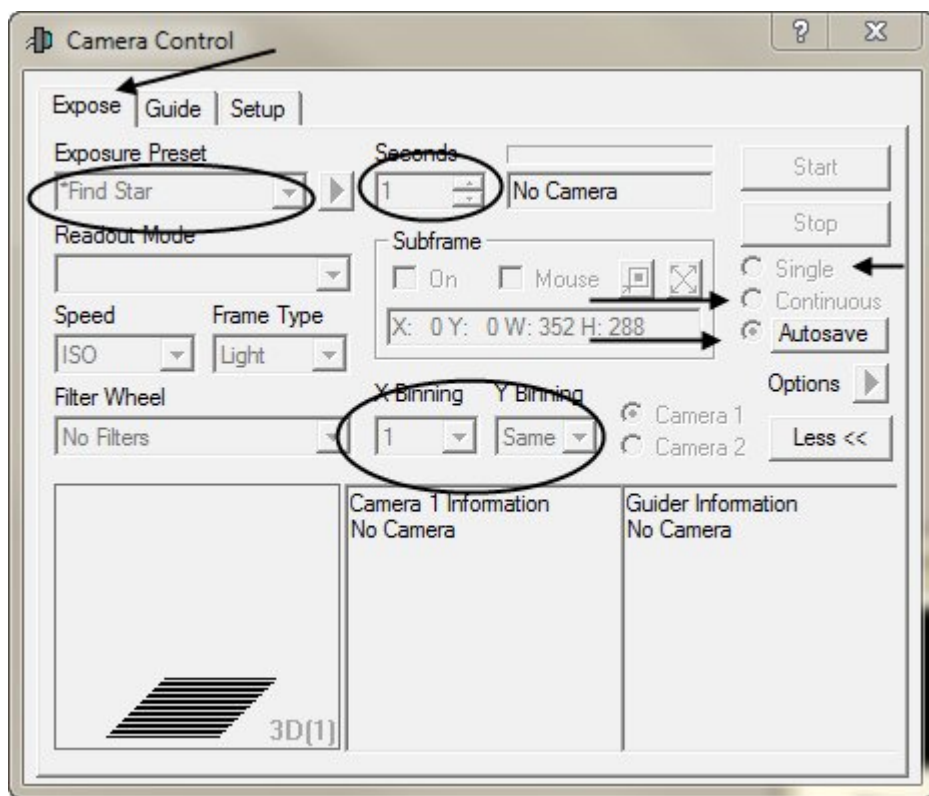 Camera Control
Expose Guide Setup
Exposure Preset
*Find Star
Seconds
1
No Camera
Start
Stop
Readout Mode
Subframe
On Mouse
X: 0 Y: 0 W: 352 H: 288
Single
Continuous
Autosave
Speed Frame Type
ISO Light
Options
Filter Wheel
No Filters
X Binning Y Binning
1 Same
Camera 1
Camera 2
Less <<
3D(1)
Camera 1 Information
No Camera
Guider Information
No Camera